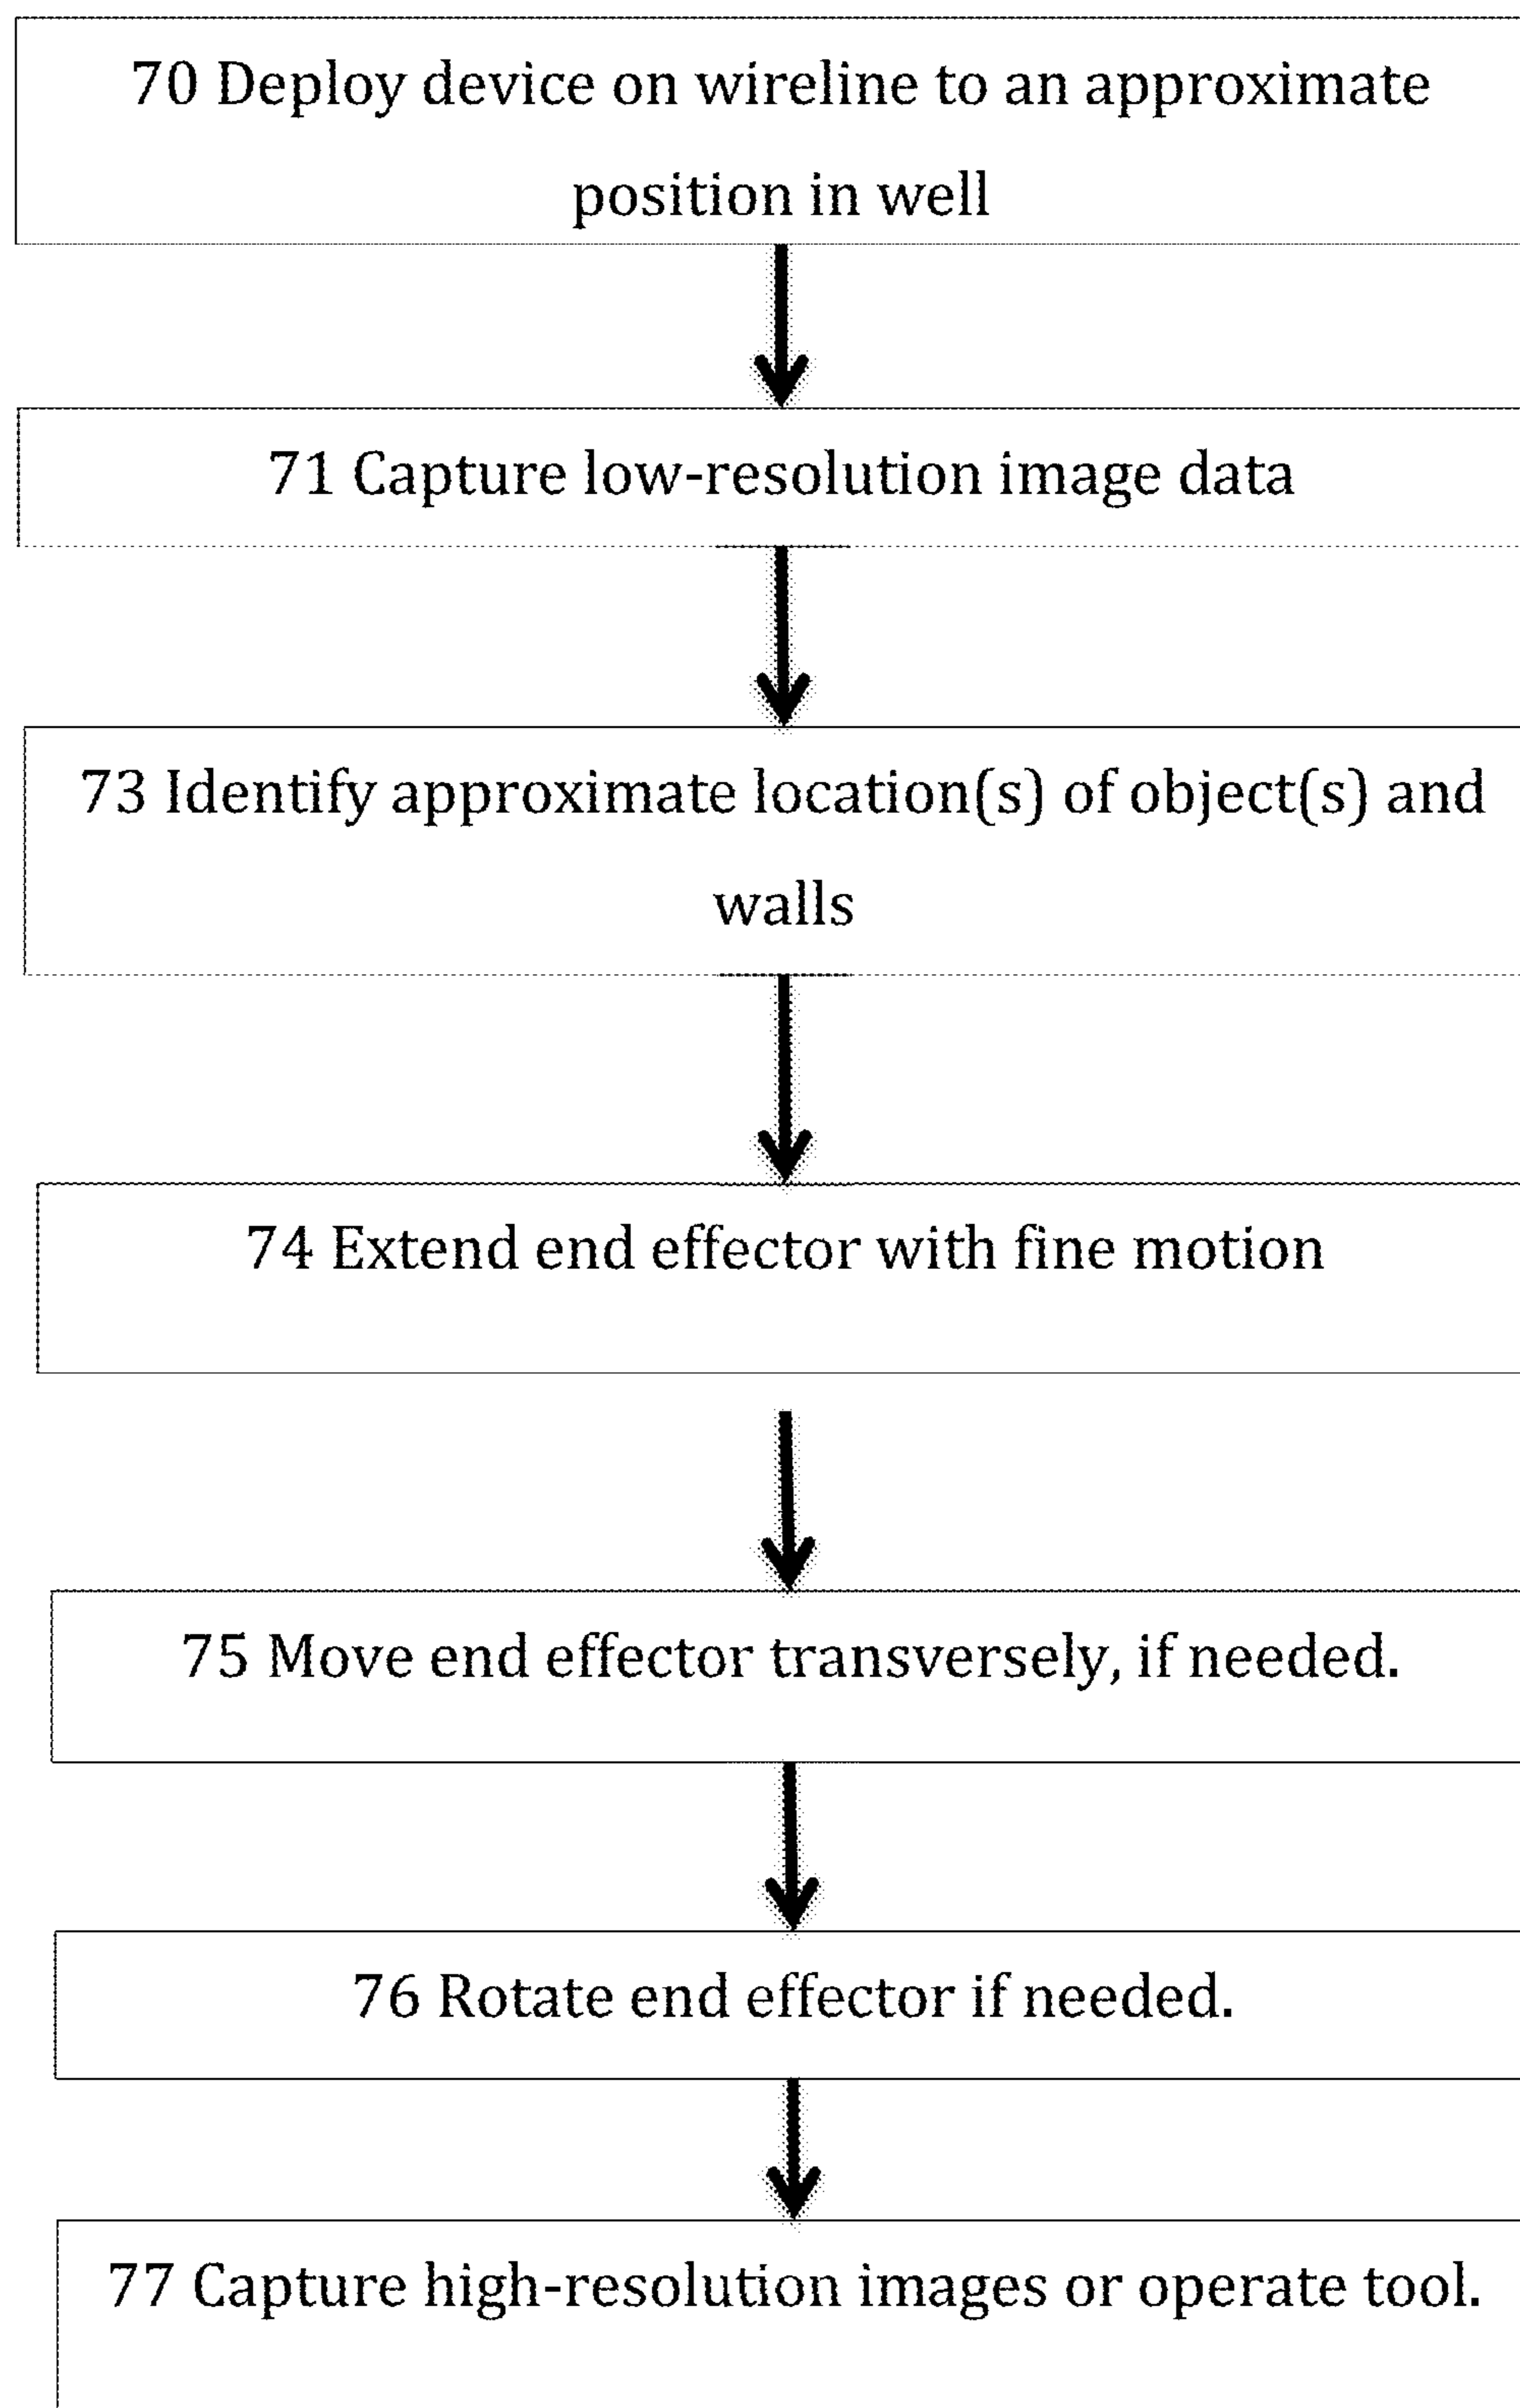 70 Deploy device on wireline to an approximate
position in well
71 Capture low-resolution image data
73 Identify approximate location(s) of object(s) and
walls
74 Extend end effector with fine motion
75 Move end effector transversely, if needed.
76 Rotate end effector if needed.
77 Capture high-resolution images or operate tool.